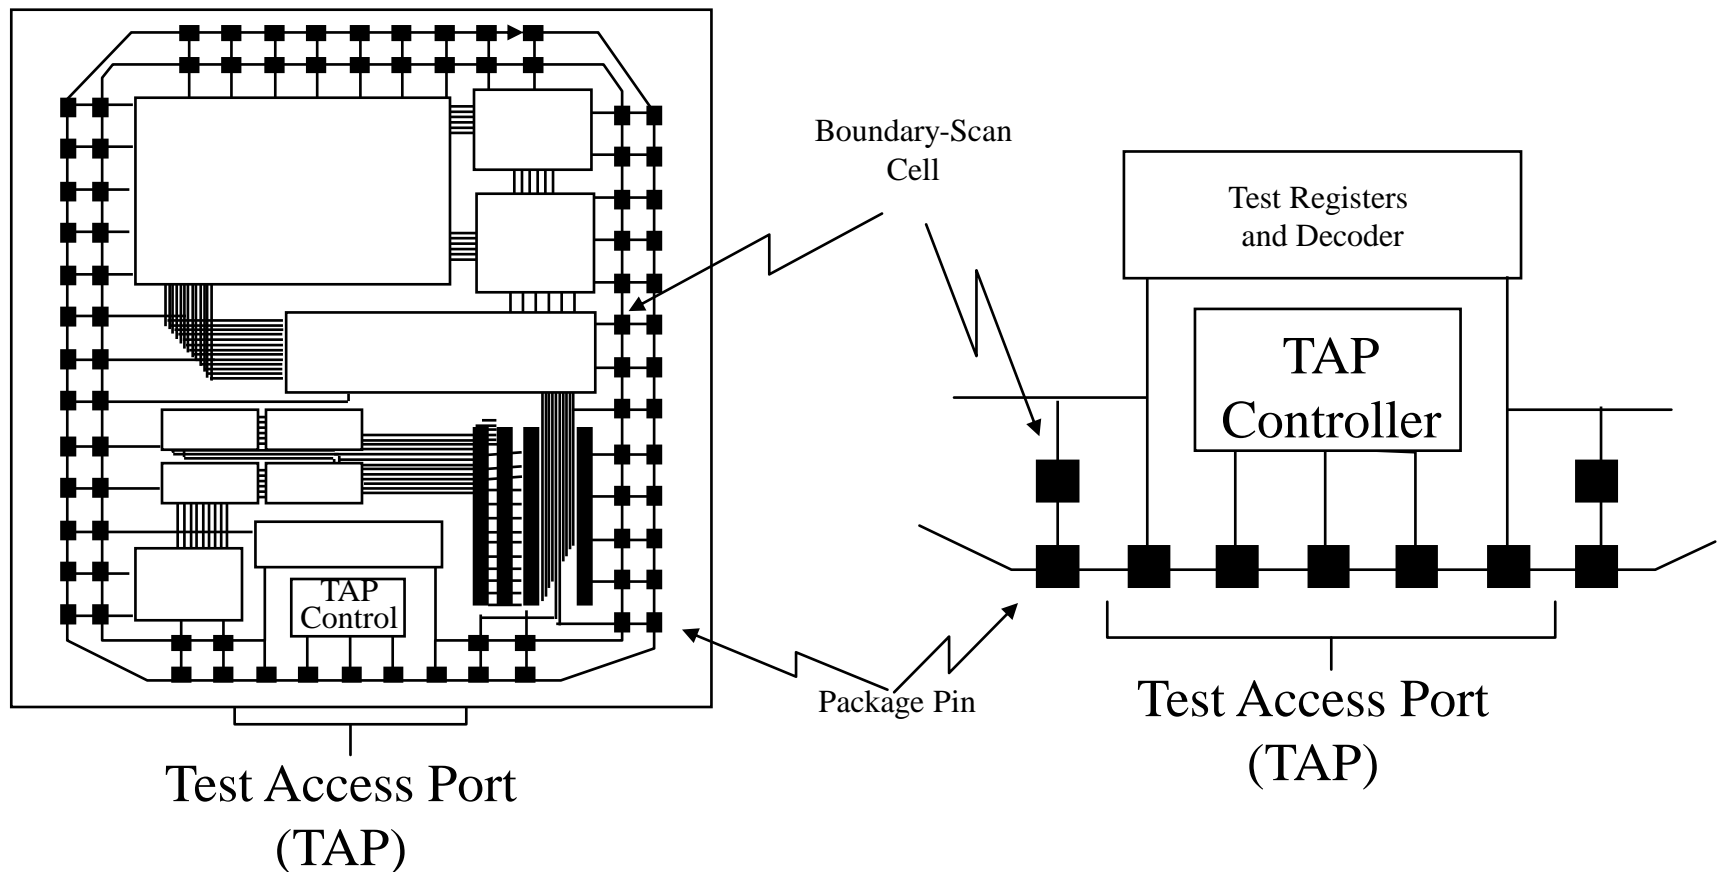 TAP
Control
Test Access Port
(TAP)
Boundary-Scan
Cell
Package Pin
Test Registers
and Decoder
TAP
Controller
Test Access Port
(TAP)